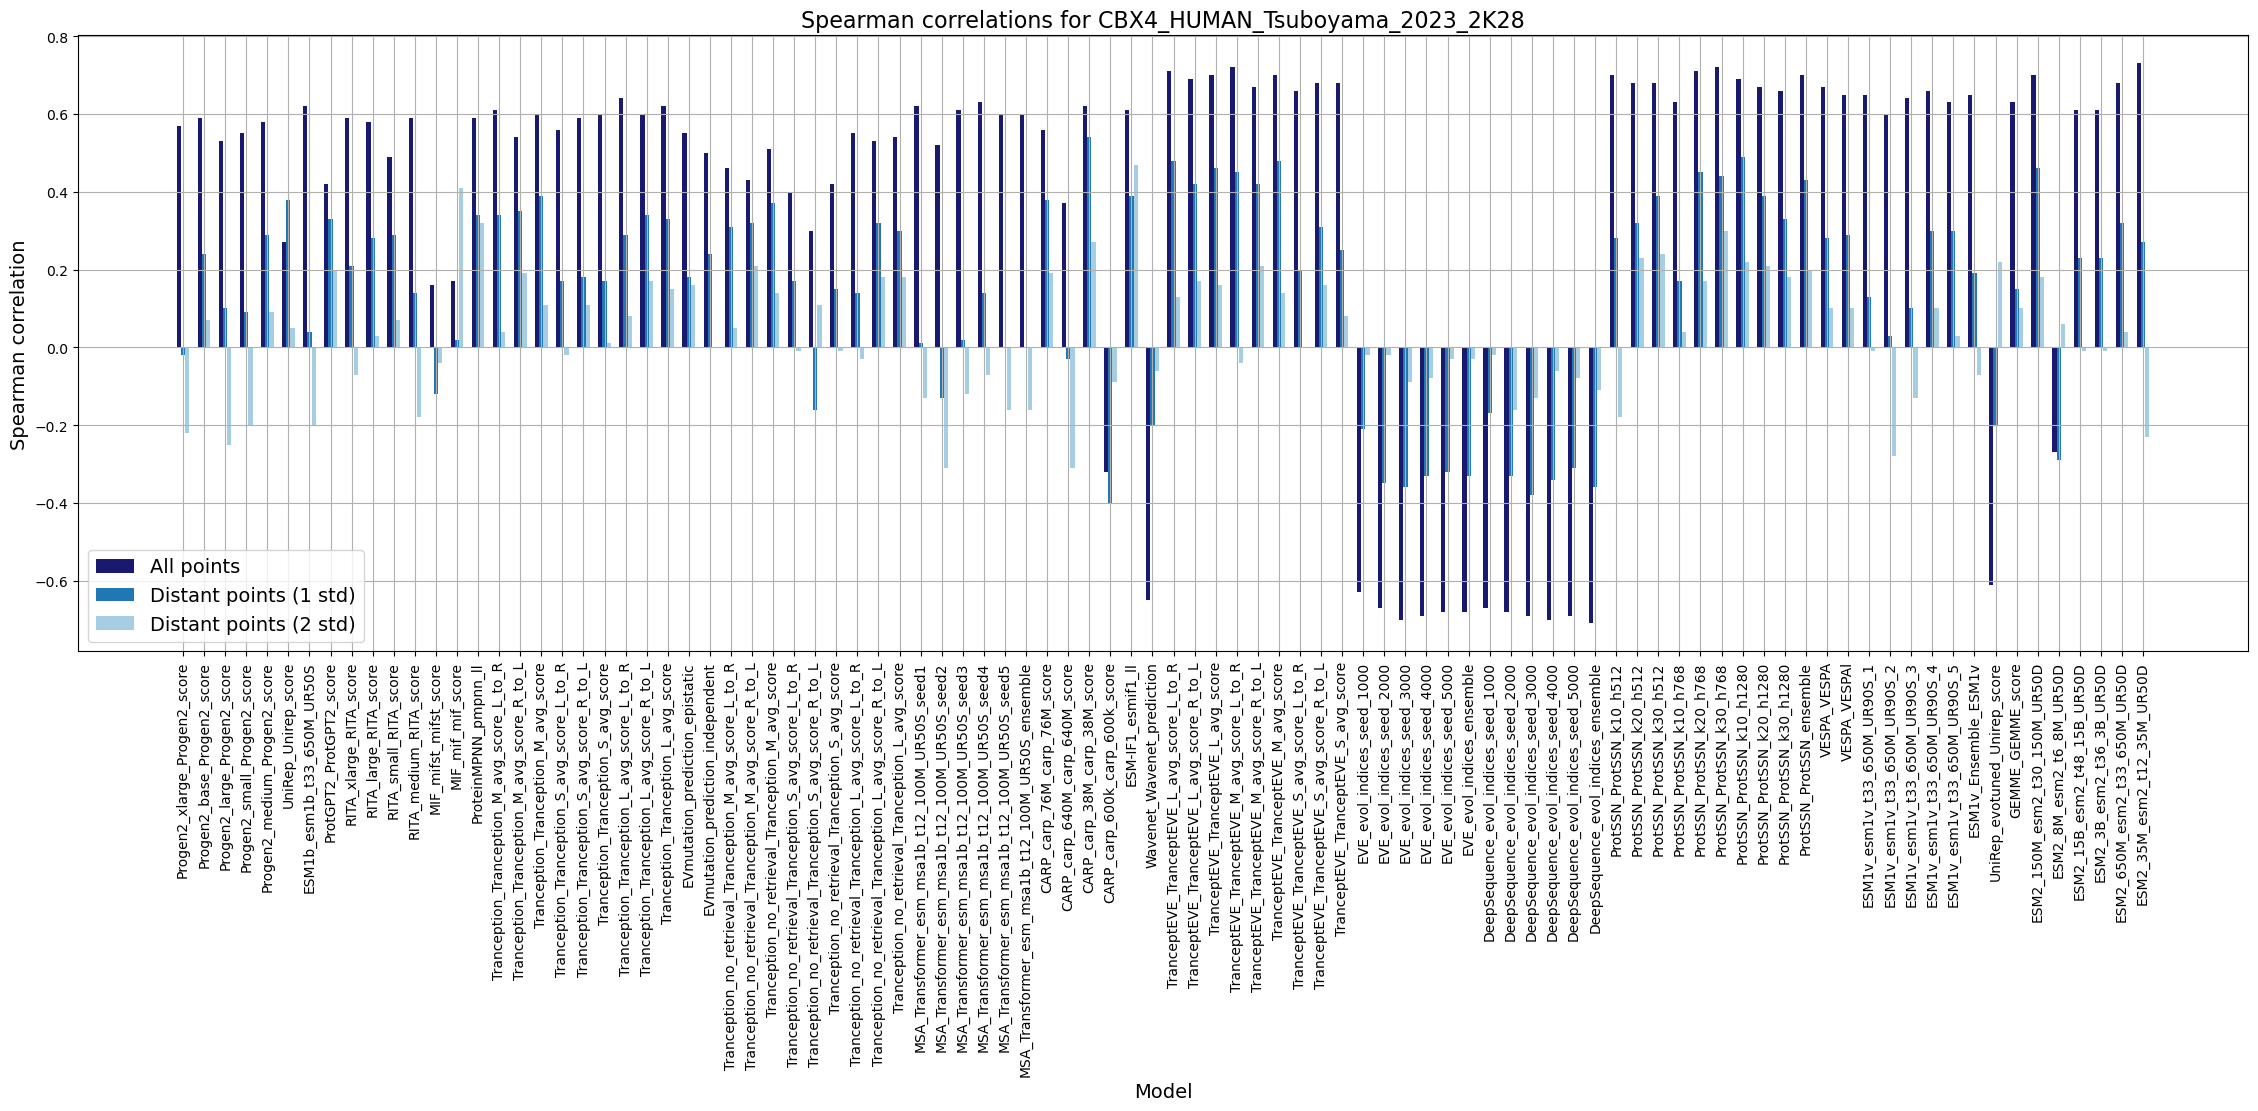 Spearman correlations for CBX4_HUMAN_Tsuboyama_2023_2K28
Spearman correlation
0.8
0.6
0.4
0.2
0.0
−0.2
−0.4
−0.6
All points
Distant points (1 std)
Distant points (2 std)
Progen2_xlarge_Progen2_score
Progen2_base_Progen2_score
Progen2_large_Progen2_score
Progen2_small_Progen2_score
Progen2_medium_Progen2_score
UniRep_Unirep_score
ESM1b_esm1b_t33_650M_UR50S
ProtGPT2_ProtGPT2_score
RITA_xlarge_RITA_score
RITA_large_RITA_score
RITA_small_RITA_score
RITA_medium_RITA_score
MIF_mifst_mifst_score
MIF_mif_mif_score
ProteinMPNN_pmpnn_ll
Tranception_Tranception_M_avg_score_L_to_R
Tranception_Tranception_M_avg_score_R_to_L
Tranception_Tranception_M_avg_score
Tranception_Tranception_S_avg_score_L_to_R
Tranception_Tranception_S_avg_score_R_to_L
Tranception_Tranception_S_avg_score
Tranception_Tranception_L_avg_score_L_to_R
Tranception_Tranception_L_avg_score_R_to_L
Tranception_Tranception_L_avg_score
EVmutation_prediction_epistatic
EVmutation_prediction_independent
Tranception_no_retrieval_Tranception_M_avg_score_L_to_R
Tranception_no_retrieval_Tranception_M_avg_score_R_to_L
Tranception_no_retrieval_Tranception_M_avg_score
Tranception_no_retrieval_Tranception_S_avg_score_L_to_R
Tranception_no_retrieval_Tranception_S_avg_score_R_to_L
Tranception_no_retrieval_Tranception_S_avg_score
Tranception_no_retrieval_Tranception_L_avg_score_L_to_R
Tranception_no_retrieval_Tranception_L_avg_score_R_to_L
Tranception_no_retrieval_Tranception_L_avg_score
MSA_Transformer_esm_msa1b_t12_100M_UR50S_seed1
MSA_Transformer_esm_msa1b_t12_100M_UR50S_seed2
MSA_Transformer_esm_msa1b_t12_100M_UR50S_seed3
MSA_Transformer_esm_msa1b_t12_100M_UR50S_seed4
MSA_Transformer_esm_msa1b_t12_100M_UR50S_seed5
MSA_Transformer_esm_msa1b_t12_100M_UR50S_ensemble
CARP_76M_carp_76M_score
CARP_640M_carp_640M_score
CARP_38M_carp_38M_score
CARP_600k_carp_600k_score
ESM-IF1_esmif1_ll
Wavenet_Wavenet_prediction
TranceptEVE_L_TranceptEVE_L_avg_score_L_to_R
TranceptEVE_L_TranceptEVE_L_avg_score_R_to_L
TranceptEVE_TranceptEVE_L_avg_score
TranceptEVE_TranceptEVE_M_avg_score_L_to_R
TranceptEVE_TranceptEVE_M_avg_score_R_to_L
TranceptEVE_TranceptEVE_M_avg_score
TranceptEVE_TranceptEVE_S_avg_score_L_to_R
TranceptEVE_TranceptEVE_S_avg_score_R_to_L
TranceptEVE_TranceptEVE_S_avg_score
EVE_evol_indices_seed_1000
EVE_evol_indices_seed_2000
EVE_evol_indices_seed_3000
EVE_evol_indices_seed_4000
EVE_evol_indices_seed_5000
EVE_evol_indices_ensemble
DeepSequence_evol_indices_seed_1000
DeepSequence_evol_indices_seed_2000
DeepSequence_evol_indices_seed_3000
DeepSequence_evol_indices_seed_4000
DeepSequence_evol_indices_seed_5000
DeepSequence_evol_indices_ensemble
ProtSSN_ProtSSN_k10_h512
ProtSSN_ProtSSN_k20_h512
ProtSSN_ProtSSN_k30_h512
ProtSSN_ProtSSN_k10_h768
ProtSSN_ProtSSN_k20_h768
ProtSSN_ProtSSN_k30_h768
ProtSSN_ProtSSN_k10_h1280
ProtSSN_ProtSSN_k20_h1280
ProtSSN_ProtSSN_k30_h1280
ProtSSN_ProtSSN_ensemble
VESPA_VESPA
VESPA_VESPAl
ESM1v_esm1v_t33_650M_UR90S_1
ESM1v_esm1v_t33_650M_UR90S_2
ESM1v_esm1v_t33_650M_UR90S_3
ESM1v_esm1v_t33_650M_UR90S_4
ESM1v_esm1v_t33_650M_UR90S_5
ESM1v_Ensemble_ESM1v
UniRep_evotuned_Unirep_score
GEMME_GEMME_score
ESM2_150M_esm2_t30_150M_UR50D
ESM2_8M_esm2_t6_8M_UR50D
ESM2_15B_esm2_t48_15B_UR50D
ESM2_3B_esm2_t36_3B_UR50D
ESM2_650M_esm2_t33_650M_UR50D
ESM2_35M_esm2_t12_35M_UR50D
Model